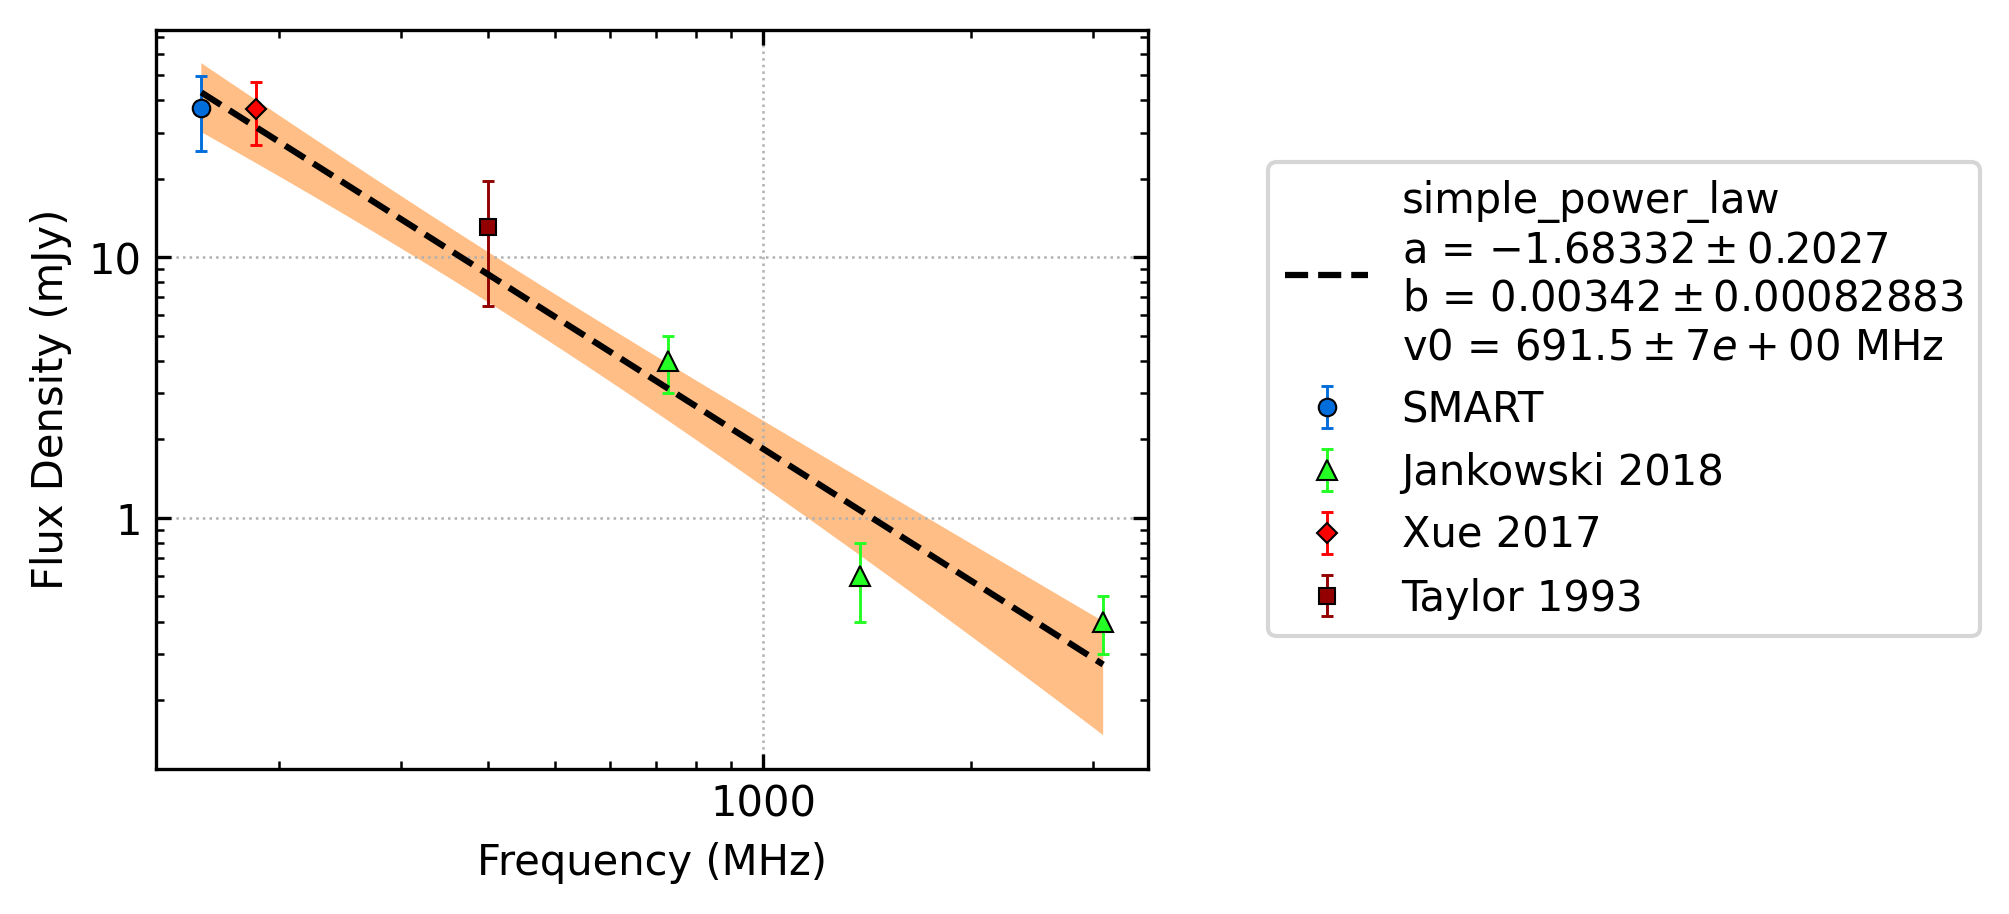 10
1
Flux Density (mJy)
1000
Frequency (MHz)
simple_power_law
a = −1.68332 ± 0.2027
b = 0.00342 ± 0.00082883
v0 = 691.5 ± 7e + 00 MHz
SMART
Jankowski 2018
Xue 2017
Taylor 1993